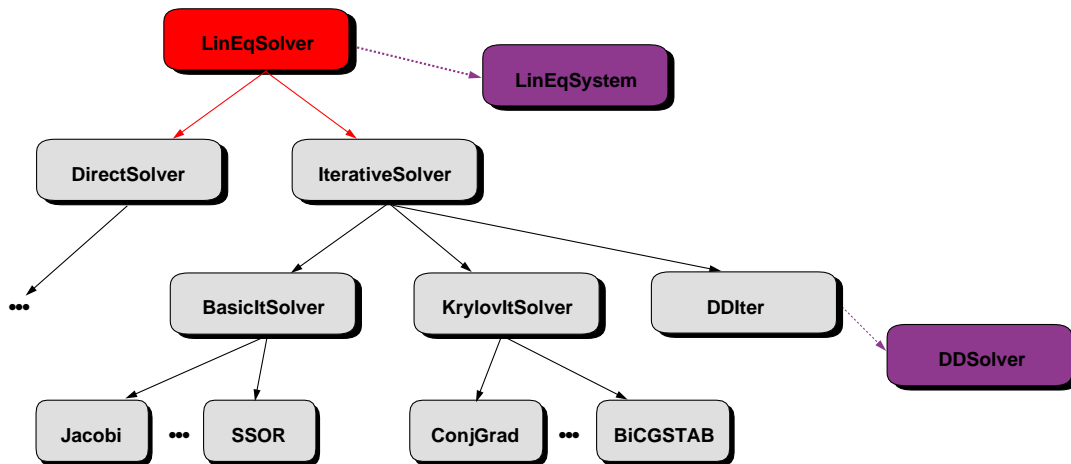 LinEqSolver
LinEqSystem
DirectSolver
IterativeSolver
•••
BasicItSolver
KrylovItSolver
DDIter
DDSolver
Jacobi
•••
SSOR
ConjGrad
•••
BiCGSTAB